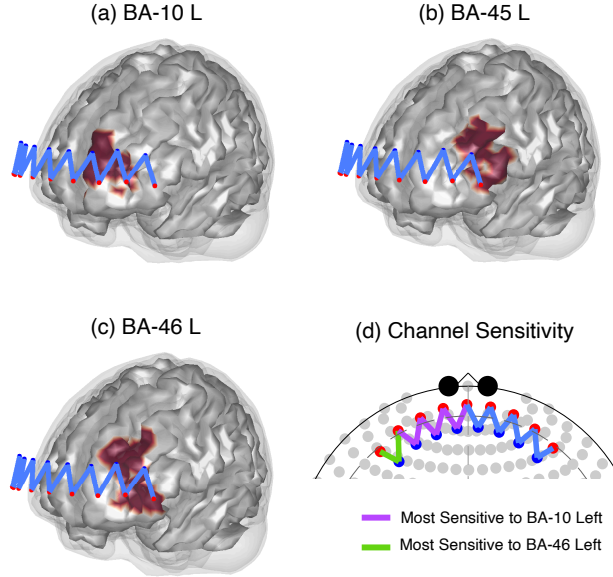 (a) BA-10 L
(b) BA-45 L
(c) BA-46 L
(d) Channel Sensitivity
Most Sensitive to BA-10 Left
Most Sensitive to BA-46 Left